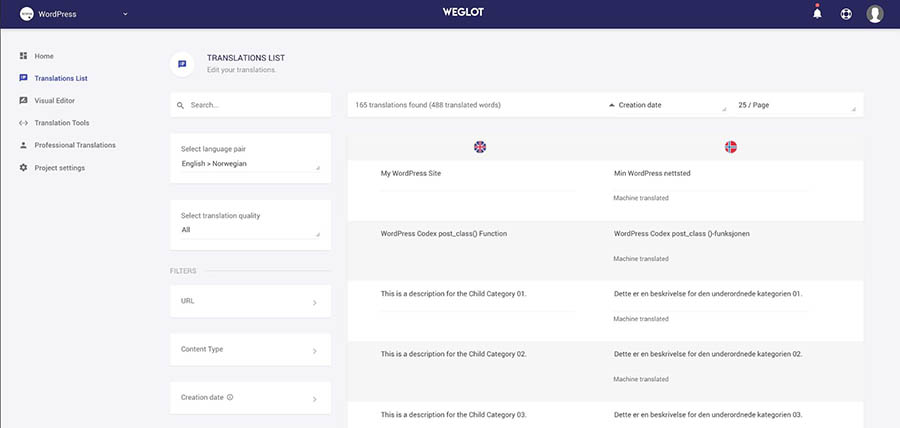 WordPress
WEGLOT
Home
Translations List
Visual Editor
Translation Tools
Professional Translations
Project settings
TRANSLATIONS LIST
Edit your translations.
Search...
Select language pair
English > Norwegian
Select translation quality
All
FILTERS
URL
Content Type
Creation date
165 translations found (488 translated words)
Creation date
25 / Page
My WordPress Site
Min WordPress nettsted
Machine translated
WordPress Codex post_class() Function
WordPress Codex post_class ()-funksjonen
Machine translated
This is a description for the Child Category 01.
Dette er en beskrivelse for den underordnede kategorien 01.
Machine translated
This is a description for the Child Category 02.
Dette er en beskrivelse for den underordnede kategorien 02.
Machine translated
This is a description for the Child Category 03.
Dette er en beskrivelse for den underordnede kategorien 03.